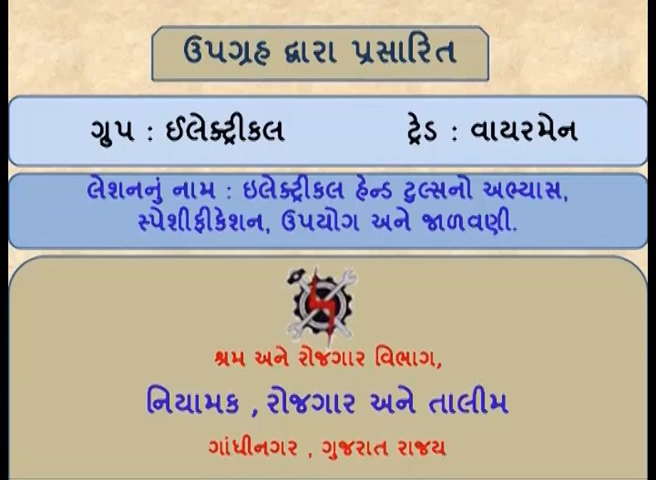 ઉપગ્રહ દ્વારા પ્રસારિત
ગ્રુપ : ઈલેક્ટ્રીકલ ટ્રેડ : વાયરમેન
લેશનનું નામ : ઇલેક્ટ્રીકલ હેન્ડ ટુલ્સનો અભ્યાસ,
સ્પેશીફીકેશન, ઉપયોગ અને જાળવણી.
શ્રમ અને રોજગાર વિભાગ,
નિયામક , રોજગાર અને તાલીમ
ગાંધીનગર , ગુજરાત રાજય